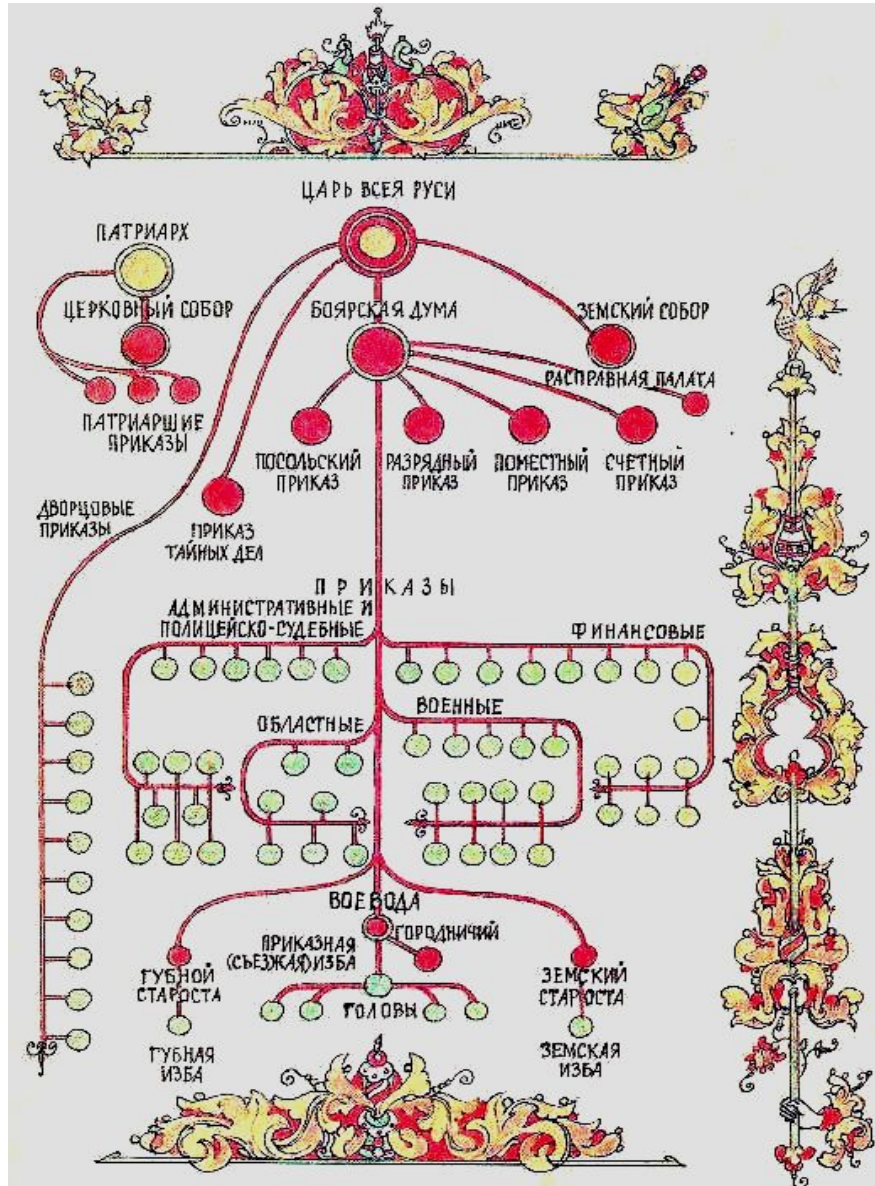 ЦАРЬ ВСЕЯ РУСИ
ПАТРИАРХ
ЦЕРКОВНЫЙ СОБОР
БОЯРСКАЯ ДУМА
ЗЕМСКИЙ СОБОР
РАСПРАВНАЯ ПАЛАТА
ПАТРИАРШИЕ
ПРИКАЗЫ
ПОСОЛЬСКИЙ
ПРИКАЗ
РАЗРЯДНЫЙ
ПРИКАЗ
ПОМЕСТНЫЙ
ПРИКАЗ
СЧЕТНЫЙ
ПРИКАЗ
ДВОРЦОВЫЕ
ПРИКАЗЫ
ПРИКАЗ
ТАЙНЫХ ДЕЛ
ПРИКАЗЫ
АДМИНИСТРАТИВНЫЕ И
ПОЛИЦЕЙСКО-СУДЕБНЫЕ
ФИНАНСОВЫЕ
ОБЛАСТНЫЕ
ВОЕННЫЕ
ВОЕВОДА
ГОРОДНИЧИЙ
ПРИКАЗНАЯ
(СЪЕЗЖАЯ) ИЗБА
ГУБНОЙ
СТАРОСТА
ЗЕМСКИЙ
СТАРОСТА
ГОЛОВЫ
ГУБНАЯ
ИЗБА
ЗЕМСКАЯ
ИЗБА